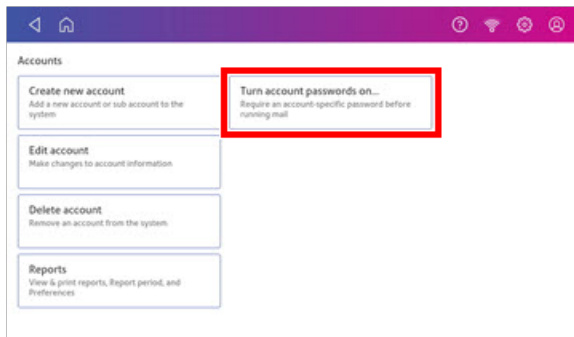 Accounts
Create new account
Add a new account or sub account to the
system
Turn account passwords on...
Require an account-specific password before
running mail
Edit account
Make changes to account information
Delete account
Remove an account from the system
Reports
View & print reports, Report period, and
Preferences